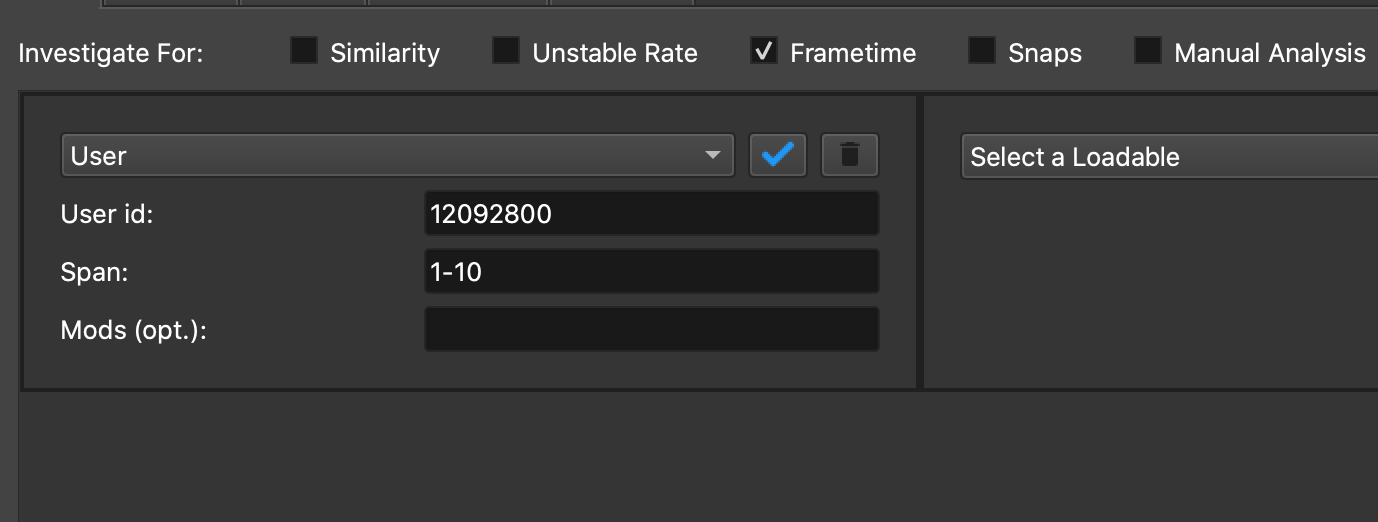 Investigate For: Similarity Unstable Rate Frametime Snaps Manual Analysis
User
Select a Loadable
User id: 12092800
Span: 1-10
Mods (opt.):